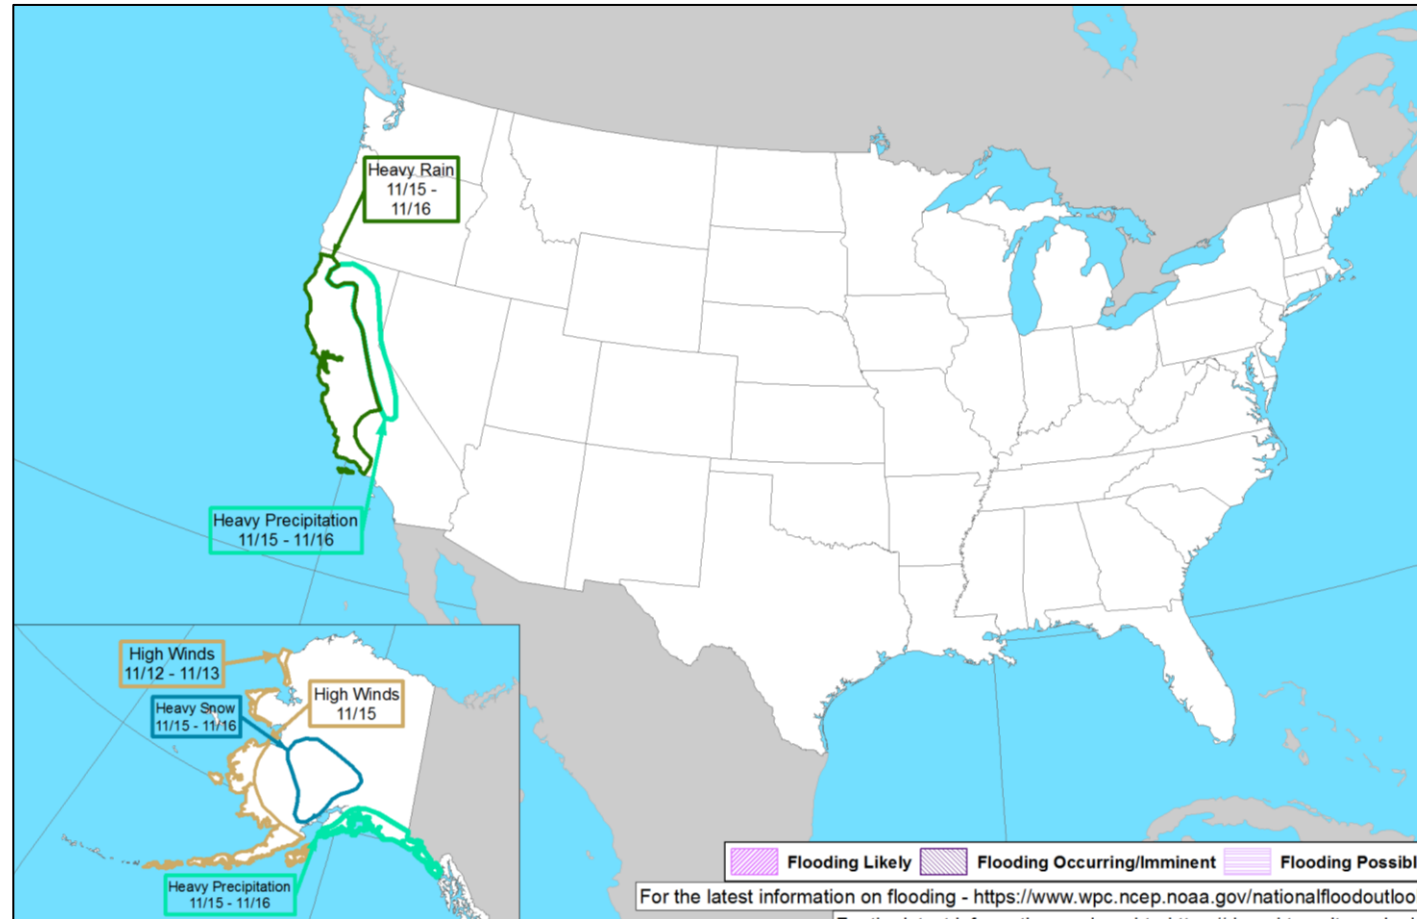 Heavy Rain
11/15 -
11/16
Heavy Precipitation
11/15 - 11/16
High Winds
11/12 - 11/13
High Winds
11/15
Heavy Snow
11/15 - 11/16
Heavy Precipitation
11/15 - 11/16
Flooding Likely Flooding Occurring/Imminent Flooding Possibl
For the latest information on flooding - https://www.wpc.ncep.noaa.gov/nationalfloodoutloo